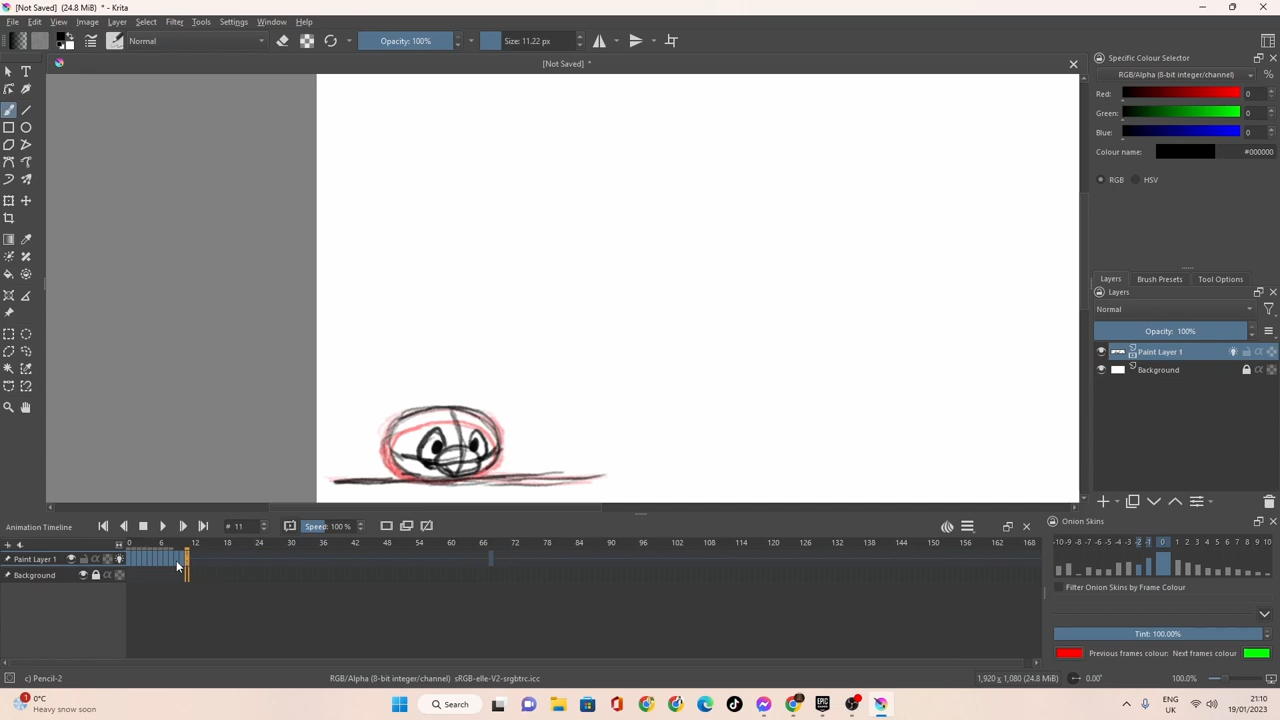 [Not Saved] (24.8 MiB) * - Krita
File Edit View Image Layer Select Filter Tools Settings Window Help
Normal Opacity: 100% Size: 11.22 px
[Not Saved] *
Specific Colour Selector
RGB/Alpha (8-bit integer/channel) %
Red: 0
Green: 0
Blue: 0
Colour name: #000000
RGB HSV
Layers Brush Presets Tool Options
Layers
Normal
Opacity: 100%
Paint Layer 1
Background
Animation Timeline # 11 Speed: 100 %
Onion Skins
0 6 12 18 24 30 36 42 48 54 60 66 72 78 84 90 96 102 108 114 120 126 132 138 144 150 156 162 168
-10 -9 -8 -7 -6 -5 -4 -3 -2 -1 0 1 2 3 4 5 6 7 8 9 10
Paint Layer 1
Background
Filter Onion Skins by Frame Colour
Tint: 100.00%
Previous frames colour: Next frames colour:
c) Pencil-2 RGB/Alpha (8-bit integer/channel) sRGB-elle-V2-srgbtrc.icc 1,920 x 1,080 (24.8 MiB) 0.00° 100.0%
1
0°C
Heavy snow soon
Search
EPIC
GAMES
ENG
UK
21:10
19/01/2023